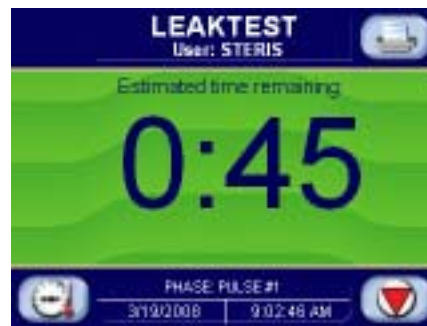 LEAKTEST
User: STERIS
Estimated time remaining:
0:45
PHASE: PULSE #1
3/19/2008
9:02:46 AM